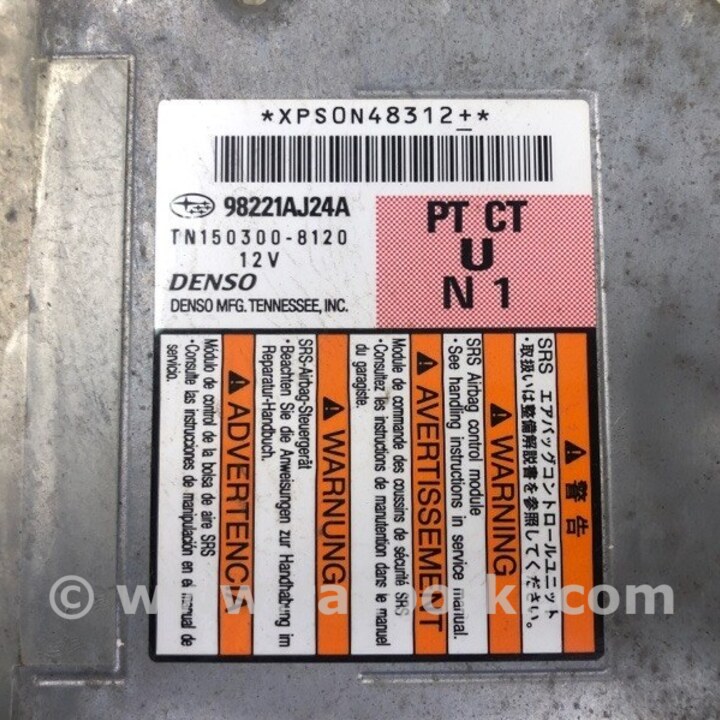 *XPSON48312+*
98221AJ24A
TN150300-8120
12V
DENSO
DENSO MFG. TENNESSEE, INC.
PT CT
U
N 1
⚠警告
SRS エアバッグコントロールユニット
・取扱いは整備解説書を参照してください。
⚠WARNING
SRS Airbag control module
・See handling instructions in service manual.
⚠AVERTISSEMENT
Module de commande des coussins de sécurité SRS
・Consultez les instructions de manutention dans le manuel
du garagiste.
⚠WARNUNG
SRS-Airbag-Steuergerät
・Beachten Sie die Anweisungen zur Handhabung im
Reparatur-Handbuch.
⚠ADVERTENCIA
Módulo de control de la bolsa de aire SRS
・Consulte las instrucciones de manipulación en el manual de
servicio.